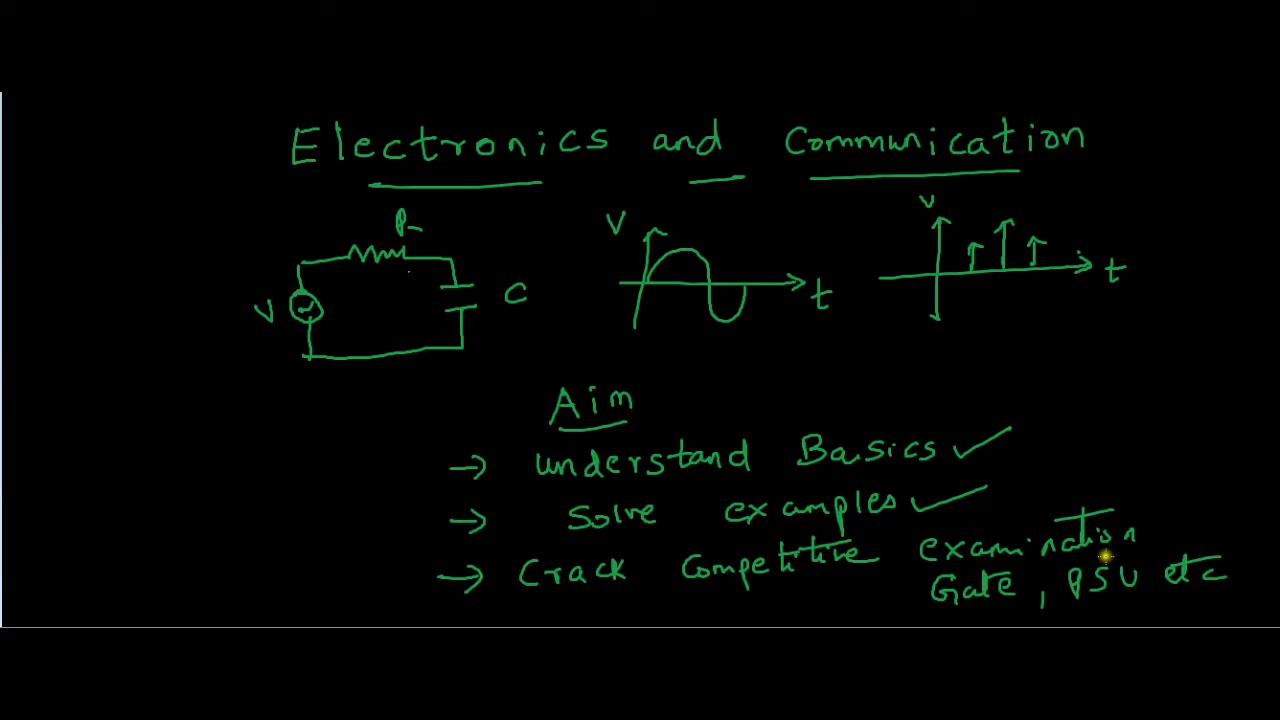 Electronics and Communication
R
V
C
V
t
V
t
Aim
→ understand Basics ✓
→ Solve examples ✓
→ Crack Competitive examination
Gate, PSU etc